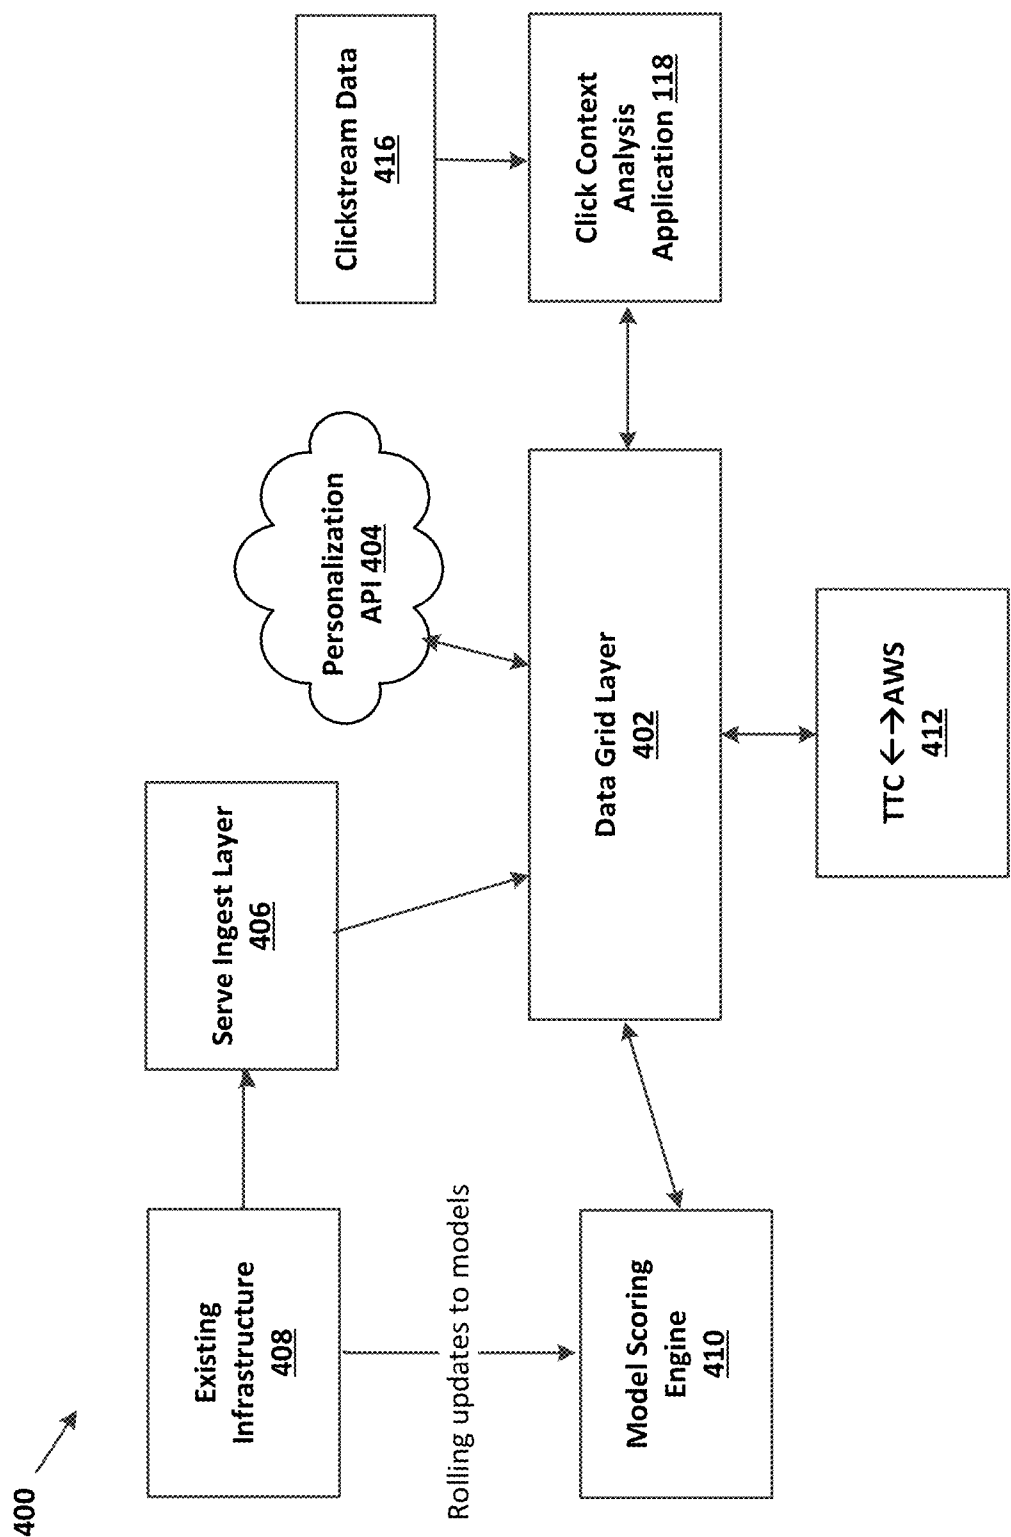 400
Existing
Infrastructure
408
Serve Ingest Layer
406
Personalization
API 404
Clickstream Data
416
Rolling updates to models
Model Scoring
Engine
410
Data Grid Layer
402
Click Context
Analysis
Application 118
TTC ←→AWS
412